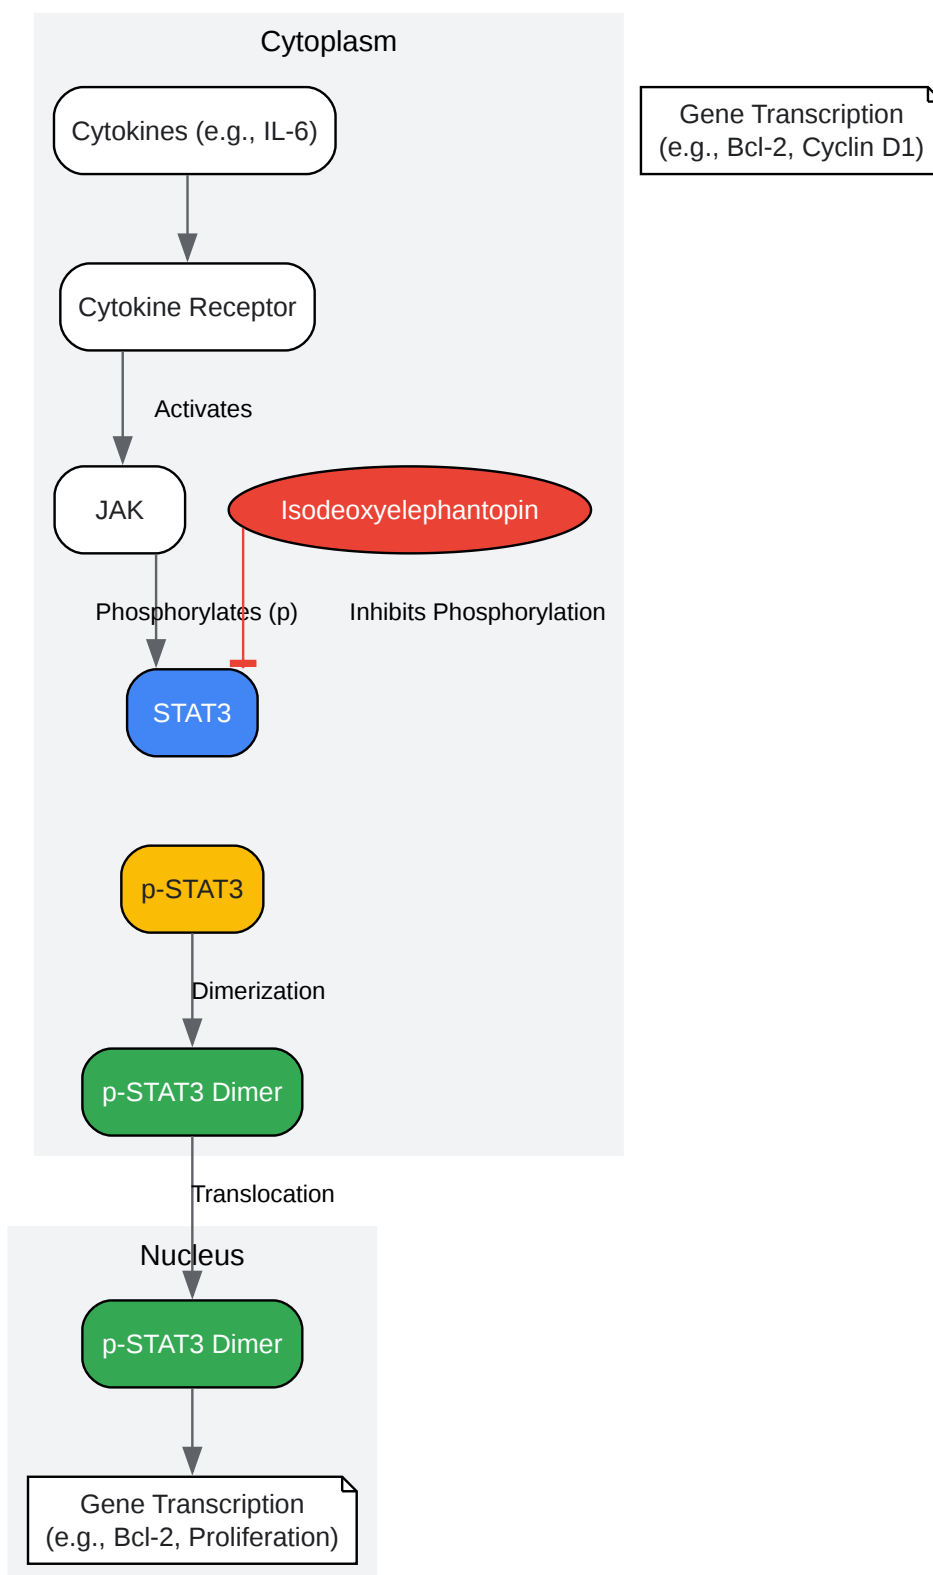 Cytoplasm
Cytokines (e.g., IL-6)
Gene Transcription
(e.g., Bcl-2, Cyclin D1)
Cytokine Receptor
Activates
JAK
Isodeoxyelephantopin
Phosphorylates (p)
Inhibits Phosphorylation
STAT3
p-STAT3
Dimerization
p-STAT3 Dimer
Translocation
Nucleus
p-STAT3 Dimer
Gene Transcription
(e.g., Bcl-2, Proliferation)